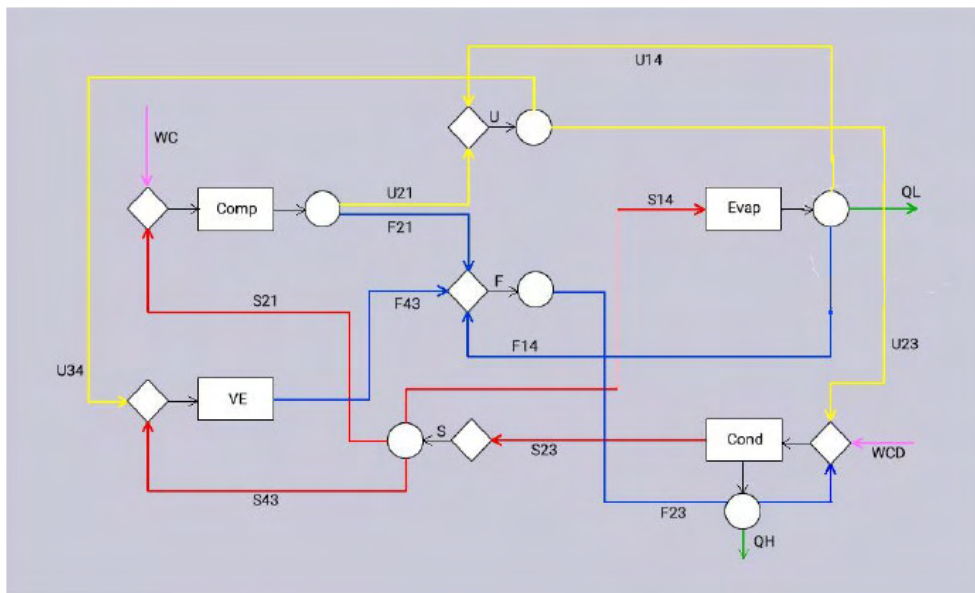 U14
U
WC
Comp
U21
F21
S14
Evap
QL
S21
F
F43
F14
U34
U23
VE
S
S23
Cond
WCD
S43
F23
QH